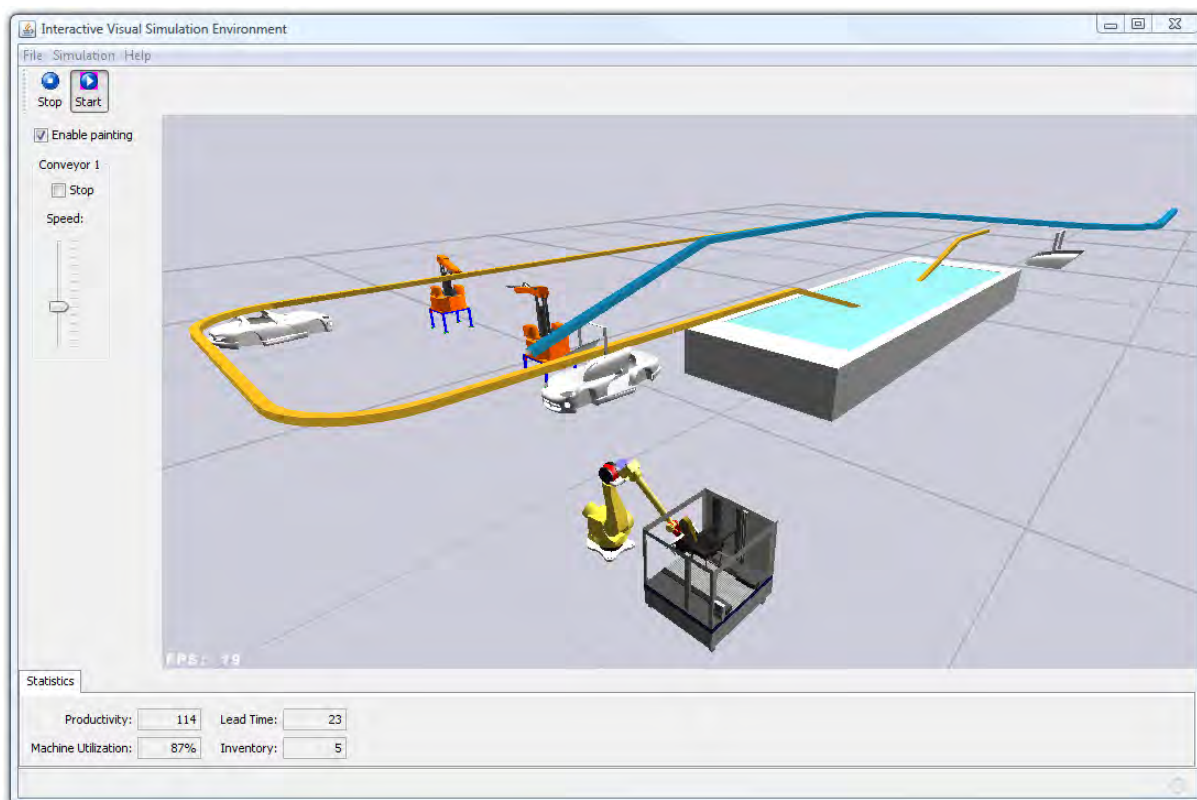 Interactive Visual Simulation Environment
File Simulation Help
Stop Start
Enable painting
Conveyor 1
Stop
Speed:
FPS: 19
Statistics
Productivity: 114 Lead Time: 23
Machine Utilization: 87% Inventory: 5